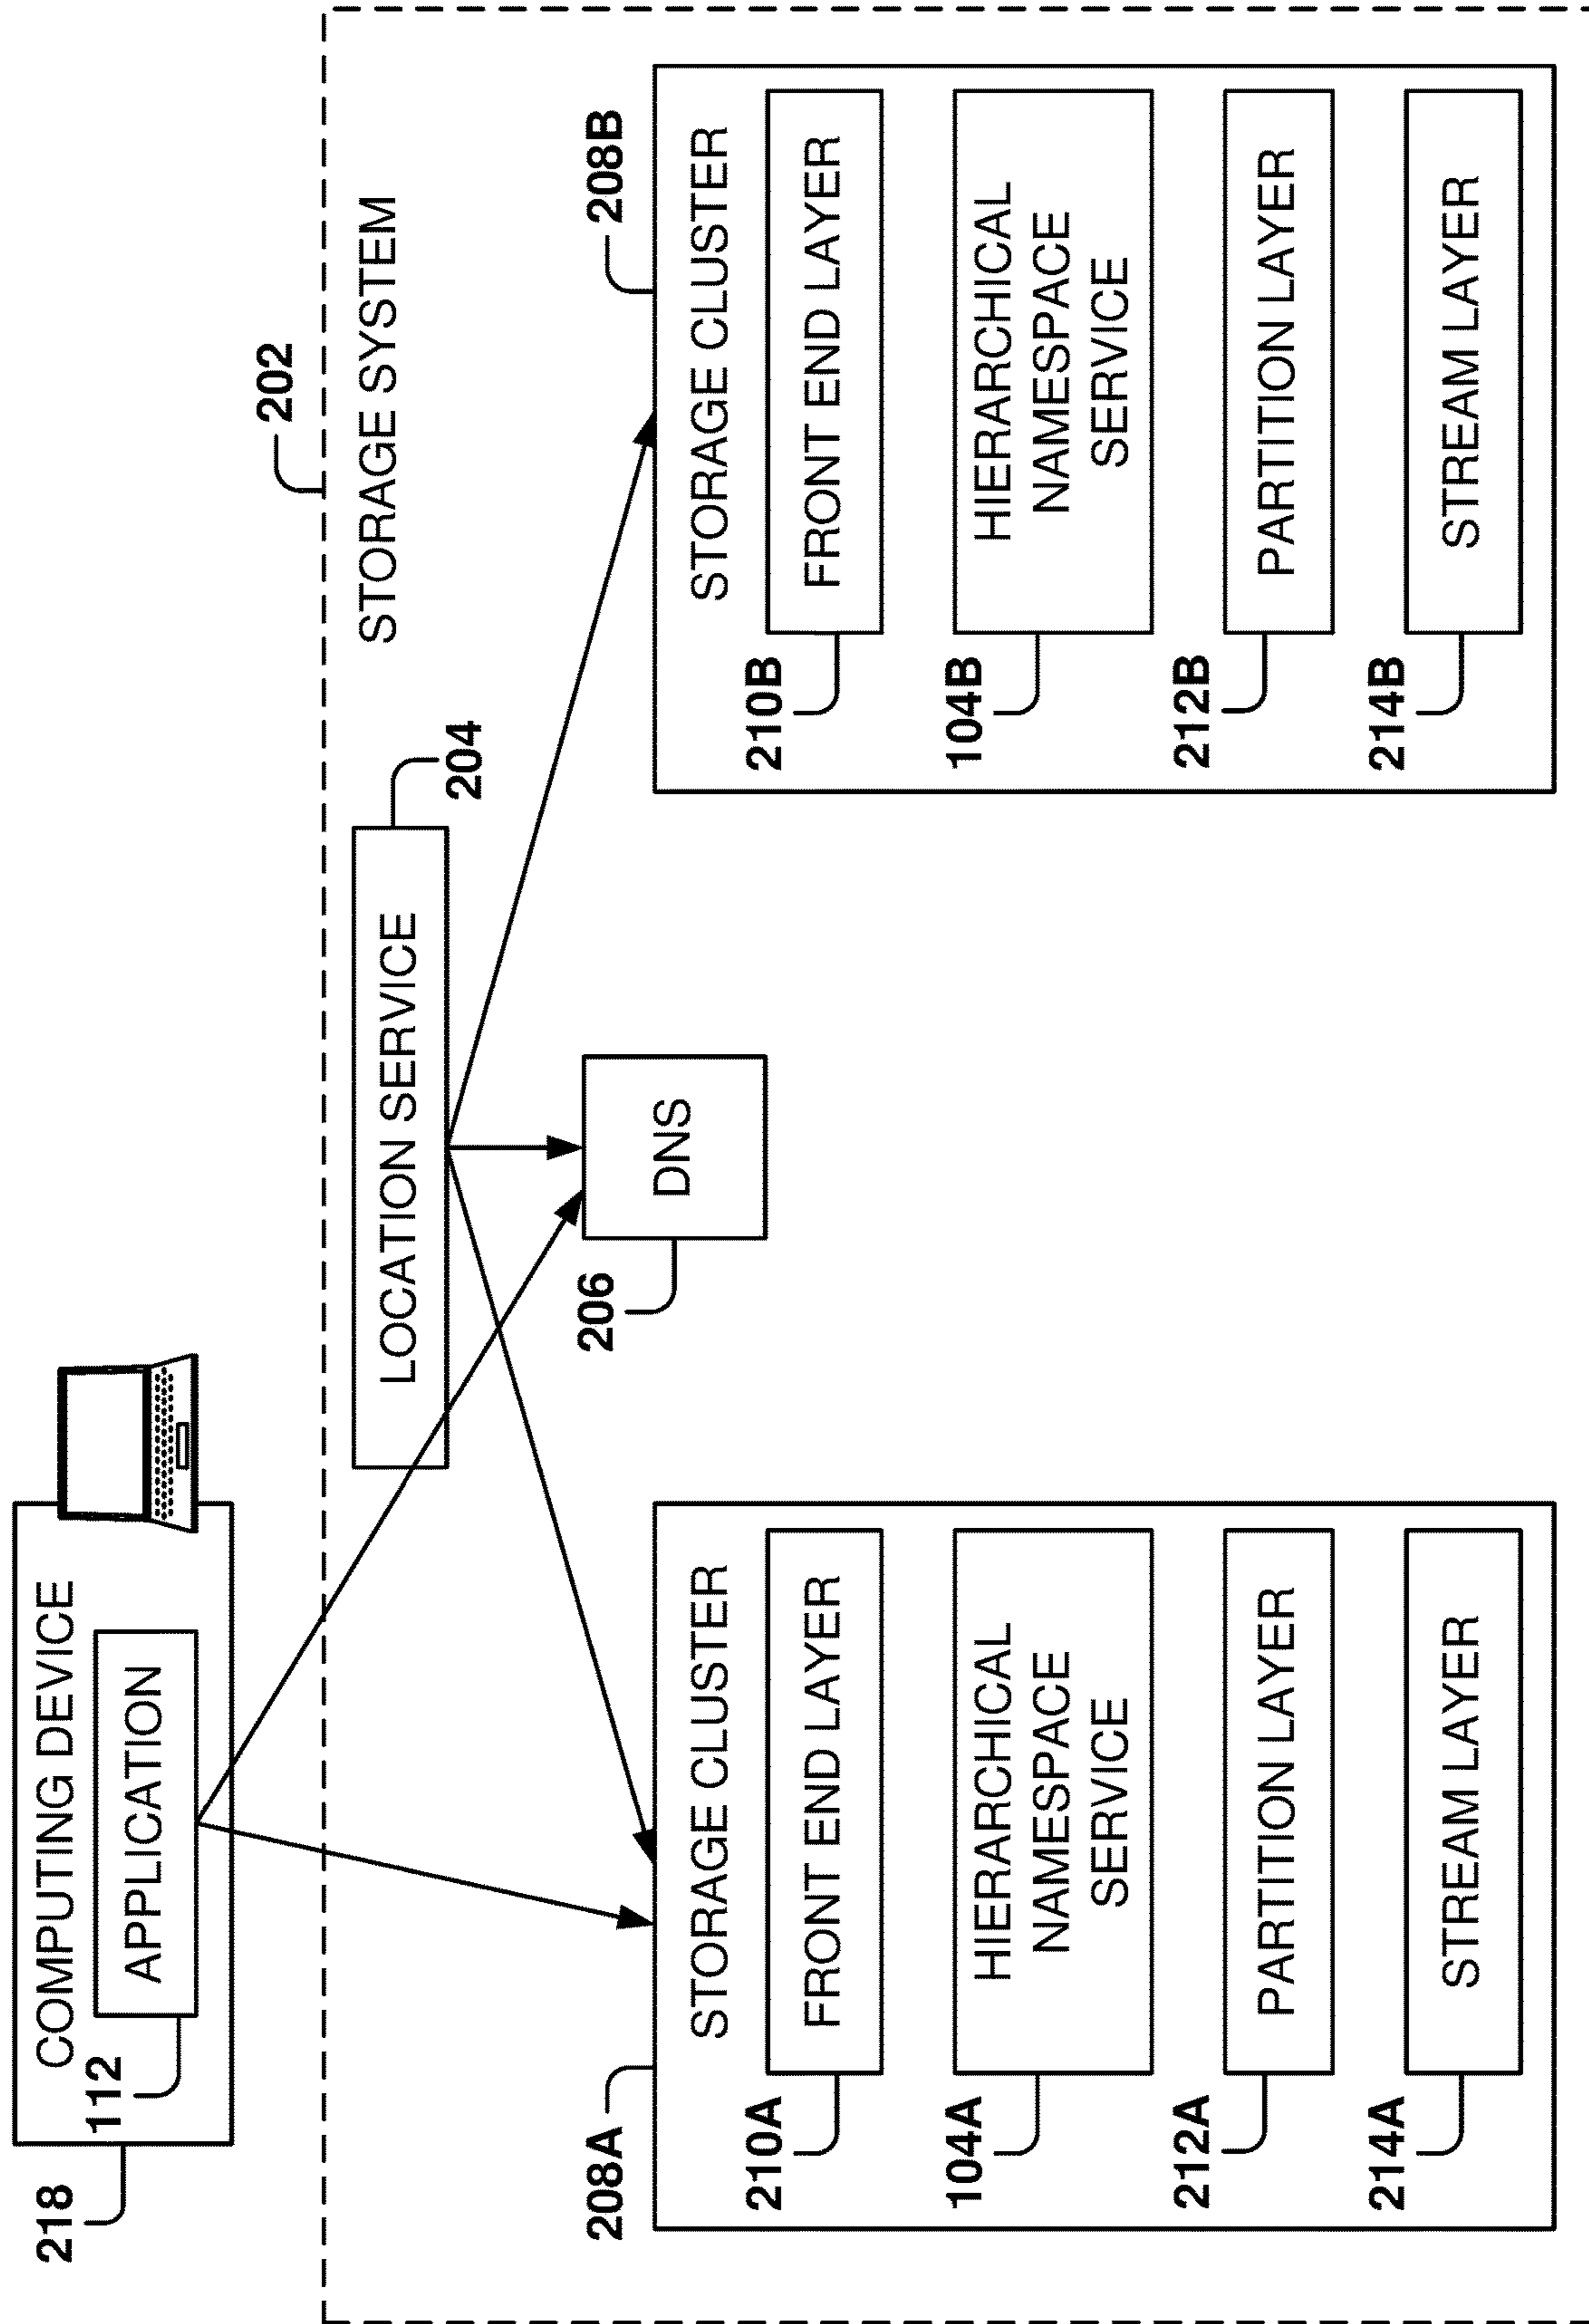 218
COMPUTING DEVICE
112
APPLICATION
202
STORAGE SYSTEM
LOCATION SERVICE
204
206
DNS
208A
STORAGE CLUSTER
210A
FRONT END LAYER
104A
HIERARCHICAL
NAMESPACE
SERVICE
212A
PARTITION LAYER
214A
STREAM LAYER
208B
STORAGE CLUSTER
210B
FRONT END LAYER
104B
HIERARCHICAL
NAMESPACE
SERVICE
212B
PARTITION LAYER
214B
STREAM LAYER